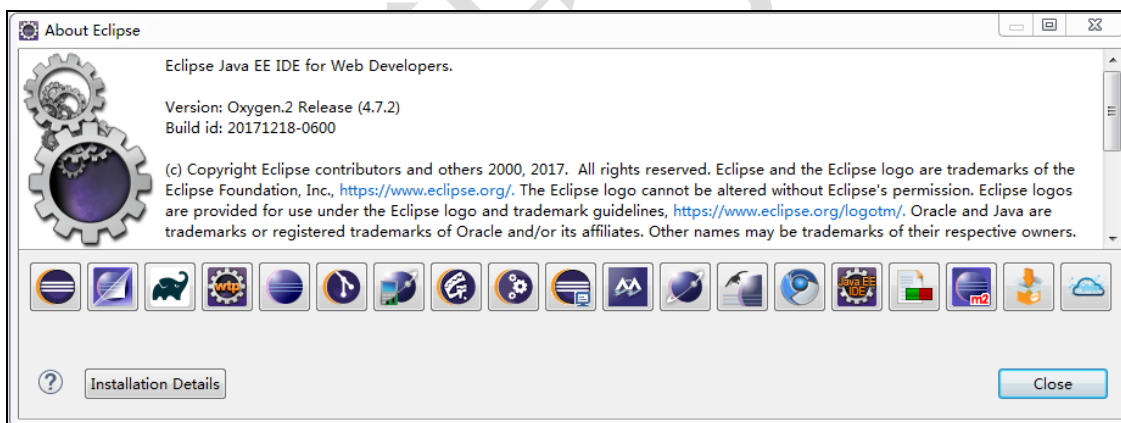 About Eclipse
Eclipse Java EE IDE for Web Developers.
Version: Oxygen.2 Release (4.7.2)
Build id: 20171218-0600
(c) Copyright Eclipse contributors and others 2000, 2017.  All rights reserved. Eclipse and the Eclipse logo are trademarks of the
Eclipse Foundation, Inc., https://www.eclipse.org/. The Eclipse logo cannot be altered without Eclipse's permission. Eclipse logos
are provided for use under the Eclipse logo and trademark guidelines, https://www.eclipse.org/logotm/. Oracle and Java are
trademarks or registered trademarks of Oracle and/or its affiliates. Other names may be trademarks of their respective owners.
wtp
Java EE
IDE
m2
Installation Details
Close